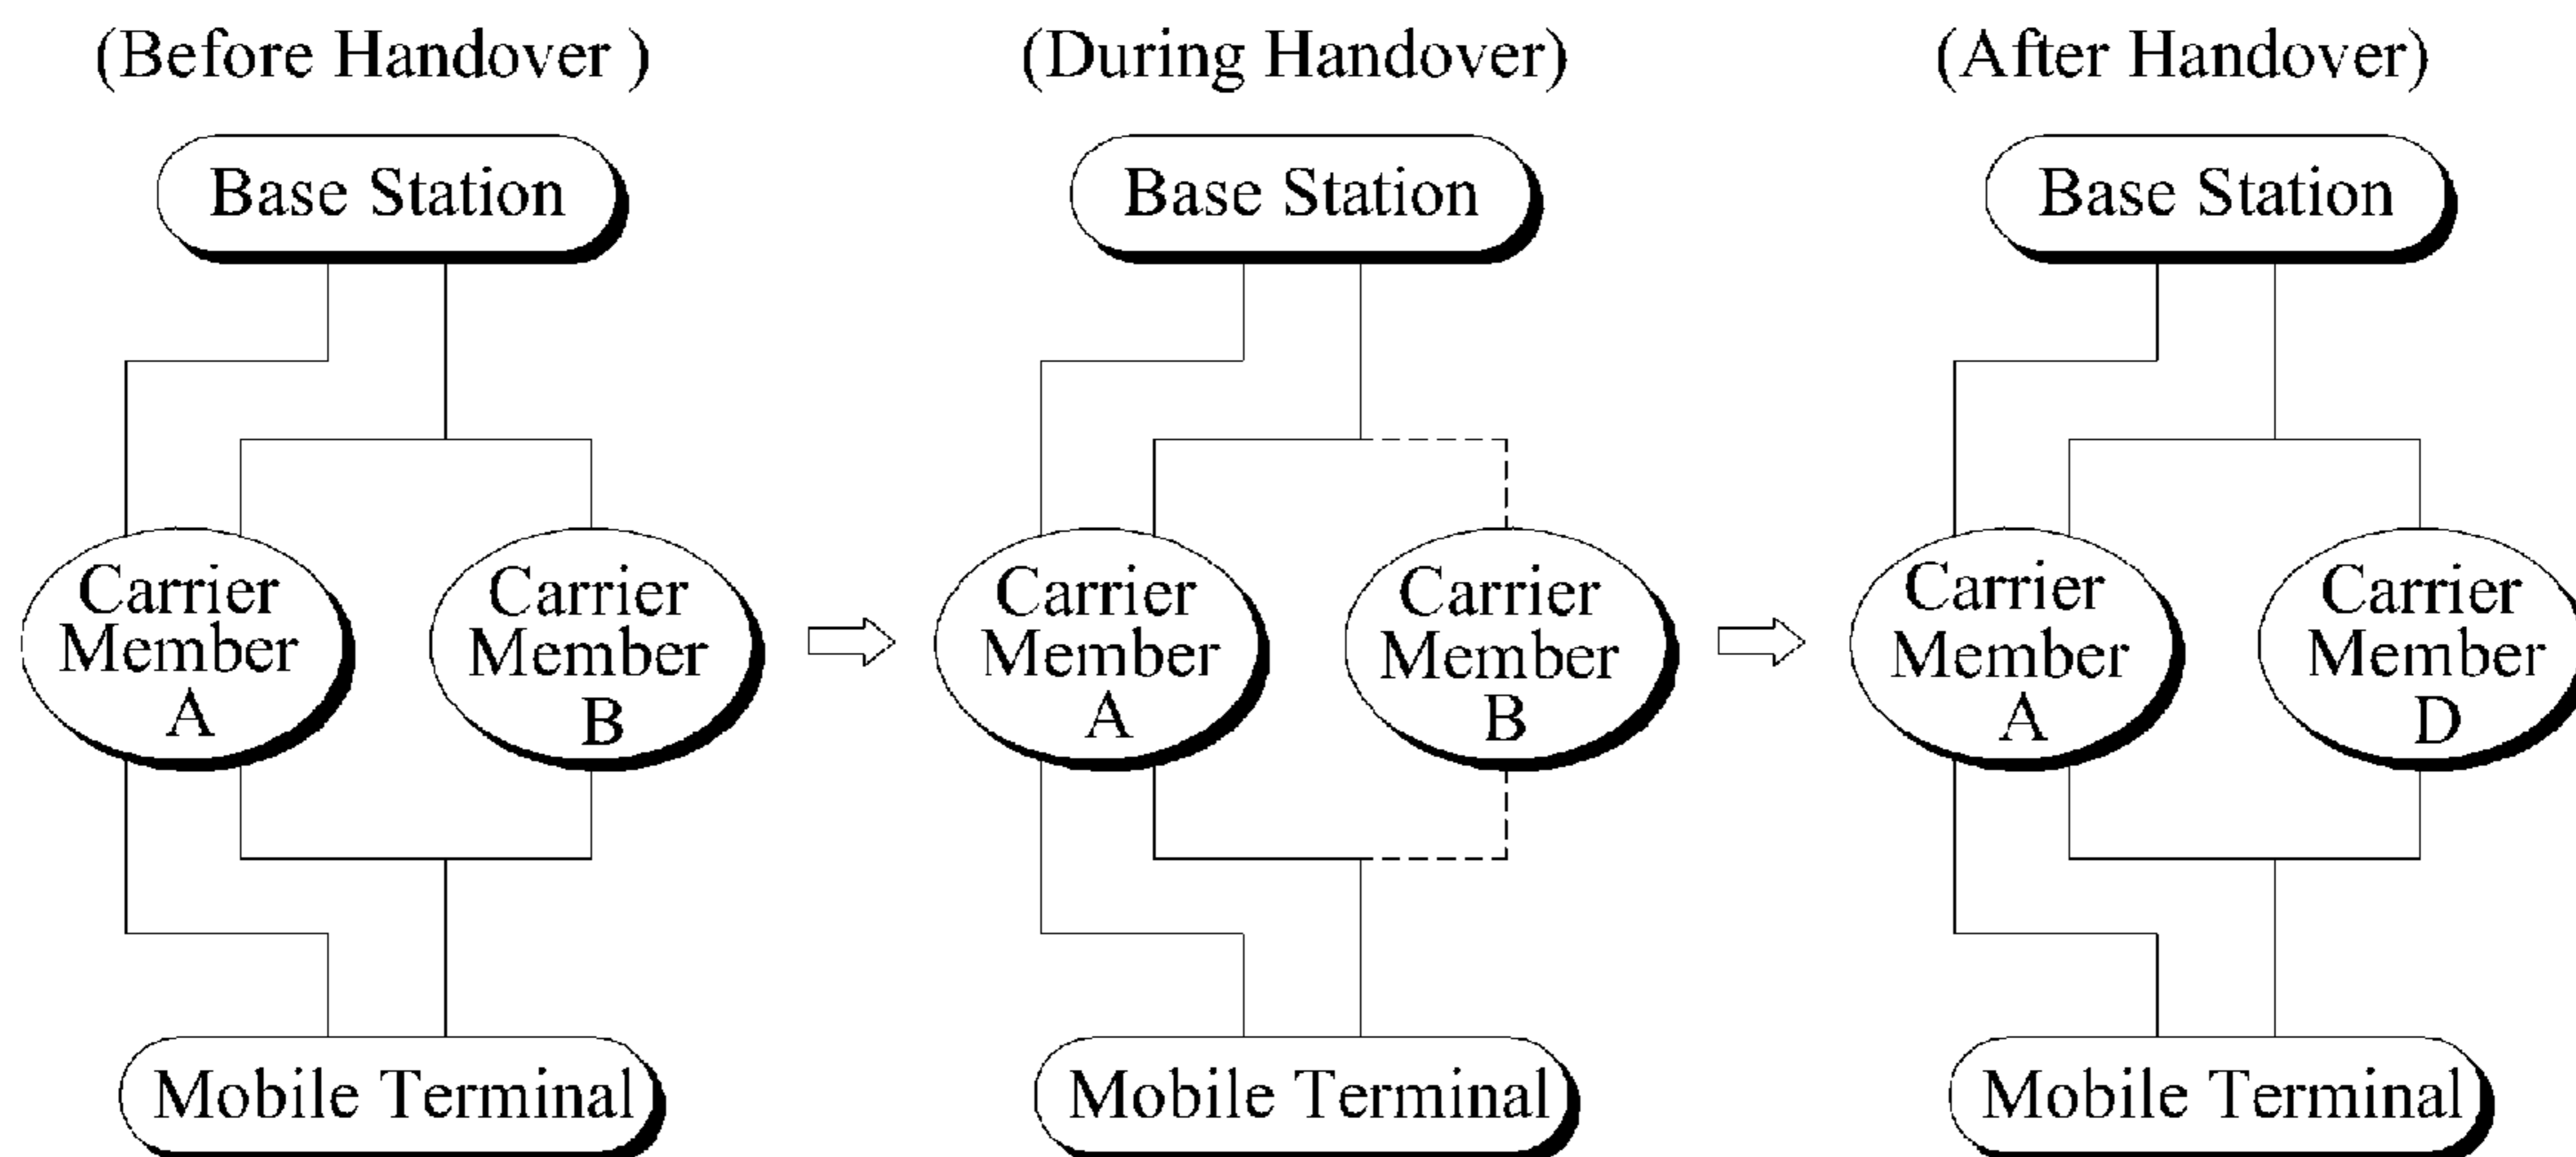 (Before Handover )
Base Station
Carrier
Member
A
Carrier
Member
B
Mobile Terminal
(During Handover)
Base Station
Carrier
Member
A
Carrier
Member
B
Mobile Terminal
(After Handover)
Base Station
Carrier
Member
A
Carrier
Member
D
Mobile Terminal